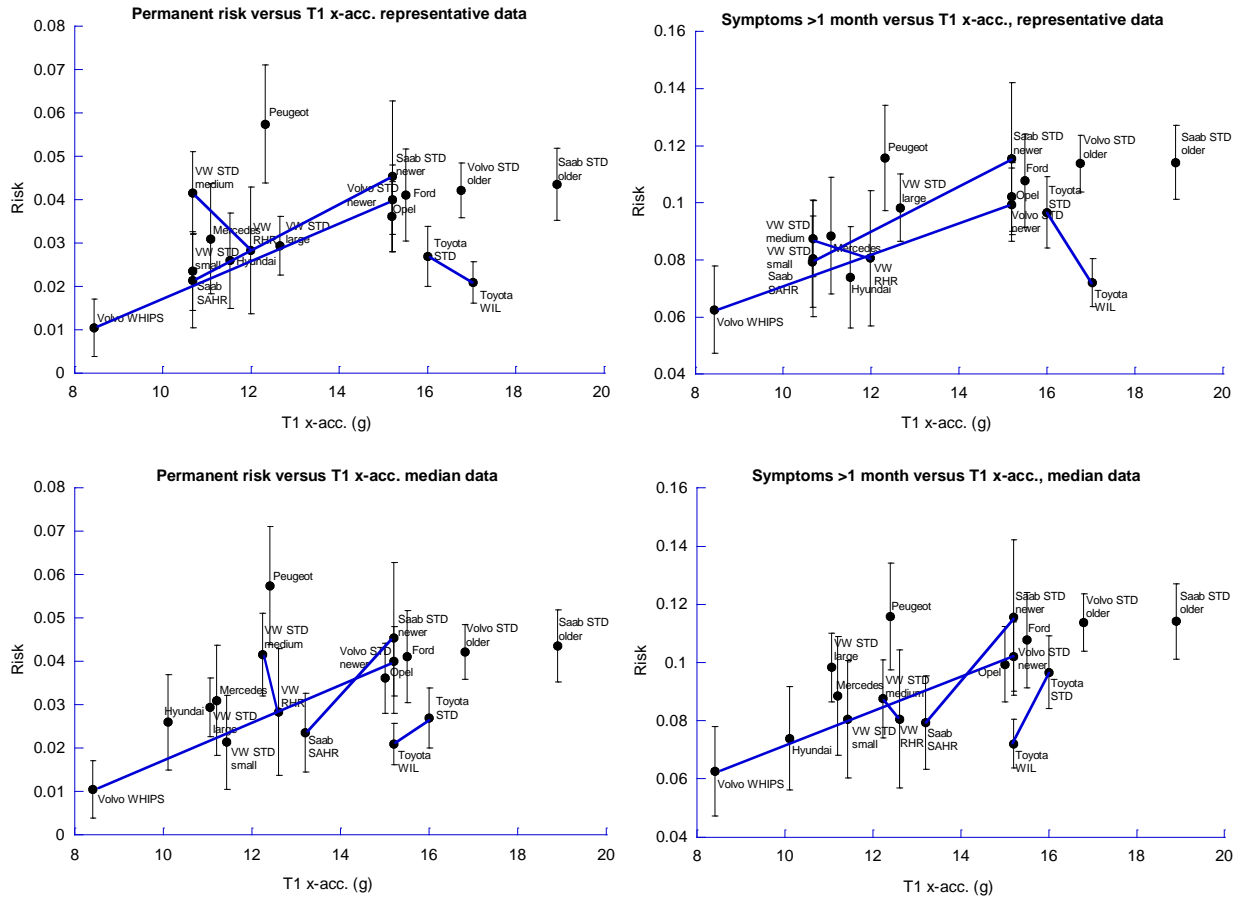 Permanent risk versus T1 x-acc. representative data
0.08
0.07
0.06
0.05
0.04
0.03
0.02
0.01
0
Risk
8
10
12
14
16
18
20
T1 x-acc. (g)
Peugeot
VW STD
medium
Mercedes
VW STD
small
Saab
SAHR
Hyundai
VW
RHR
VW STD
large
Volvo WHIPS
Saab STD
newer
Volvo STD
newer
Ford
Opel
Volvo STD
older
Saab STD
older
Toyota
STD
Toyota
WIL
Symptoms >1 month versus T1 x-acc., representative data
0.16
0.14
0.12
0.1
0.08
0.06
0.04
Risk
8
10
12
14
16
18
20
T1 x-acc. (g)
Peugeot
VW STD
large
VW STD
medium
Mercedes
VW STD
small
Saab
SAHR
VW
RHR
Hyundai
Volvo WHIPS
Saab STD
newer
Ford
Opel
Volvo STD
newer
Toyota
STD
Toyota
WIL
Volvo STD
older
Saab STD
older
Permanent risk versus T1 x-acc. median data
0.08
0.07
0.06
0.05
0.04
0.03
0.02
0.01
0
Risk
8
10
12
14
16
18
20
T1 x-acc. (g)
Peugeot
VW STD
medium
Mercedes
Hyundai
VW STD
large
VW
RHR
VW STD
small
Saab
SAHR
Volvo WHIPS
Saab STD
newer
Volvo STD
newer
Ford
Opel
Volvo STD
older
Saab STD
older
Toyota
STD
Toyota
WIL
Symptoms >1 month versus T1 x-acc., median data
0.16
0.14
0.12
0.1
0.08
0.06
0.04
Risk
8
10
12
14
16
18
20
T1 x-acc. (g)
Peugeot
VW STD
large
Mercedes
VW STD
medium
Hyundai
VW STD
small
VW
RHR
Saab
SAHR
Volvo WHIPS
Saab STD
newer
Ford
Volvo STD
newer
Opel
Toyota
STD
Toyota
WIL
Volvo STD
older
Saab STD
older